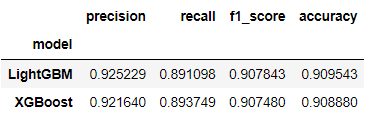 precision recall f1_score accuracy
model
LightGBM 0.925229 0.891098 0.907843 0.909543
XGBoost 0.921640 0.893749 0.907480 0.908880